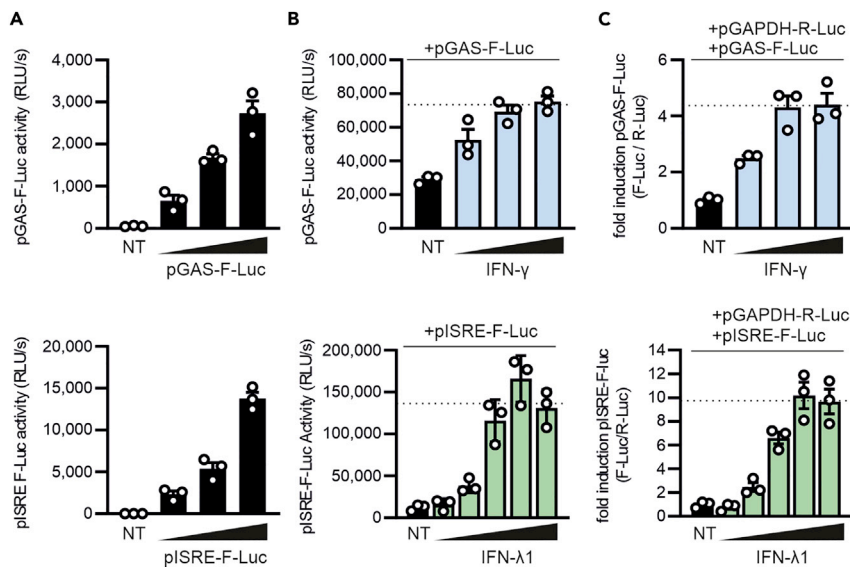 A
pGAS-F-Luc activity (RLU/s)
4,000
3,000
2,000
1,000
0
NT
pGAS-F-Luc
B
+pGAS-F-Luc
pGAS-F-Luc activity (RLU/s)
100,000
80,000
60,000
40,000
20,000
0
NT
IFN-γ
C
+pGAPDH-R-Luc
+pGAS-F-Luc
fold induction pGAS-F-Luc
(F-Luc / R-Luc)
6
4
2
0
NT
IFN-γ
pISRE F-Luc activity (RLU/s)
20,000
15,000
10,000
5,000
0
NT
pISRE-F-Luc
+pISRE-F-Luc
pISRE-F-Luc Activity (RLU/s)
200,000
150,000
100,000
50,000
0
NT
IFN-λ1
+pGAPDH-R-Luc
+pISRE-F-Luc
fold induction pISRE-F-luc
(F-Luc/R-Luc)
14
12
10
8
6
4
2
0
NT
IFN-λ1